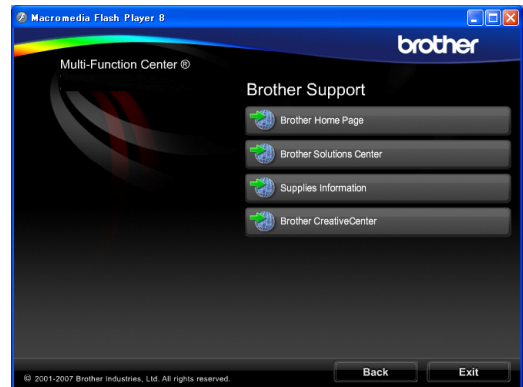 Macromedia Flash Player 8
brother
Multi-Function Center ®
Brother Support
Brother Home Page
Brother Solutions Center
Supplies Information
Brother CreativeCenter
© 2001-2007 Brother Industries, Ltd. All rights reserved.
Back
Exit